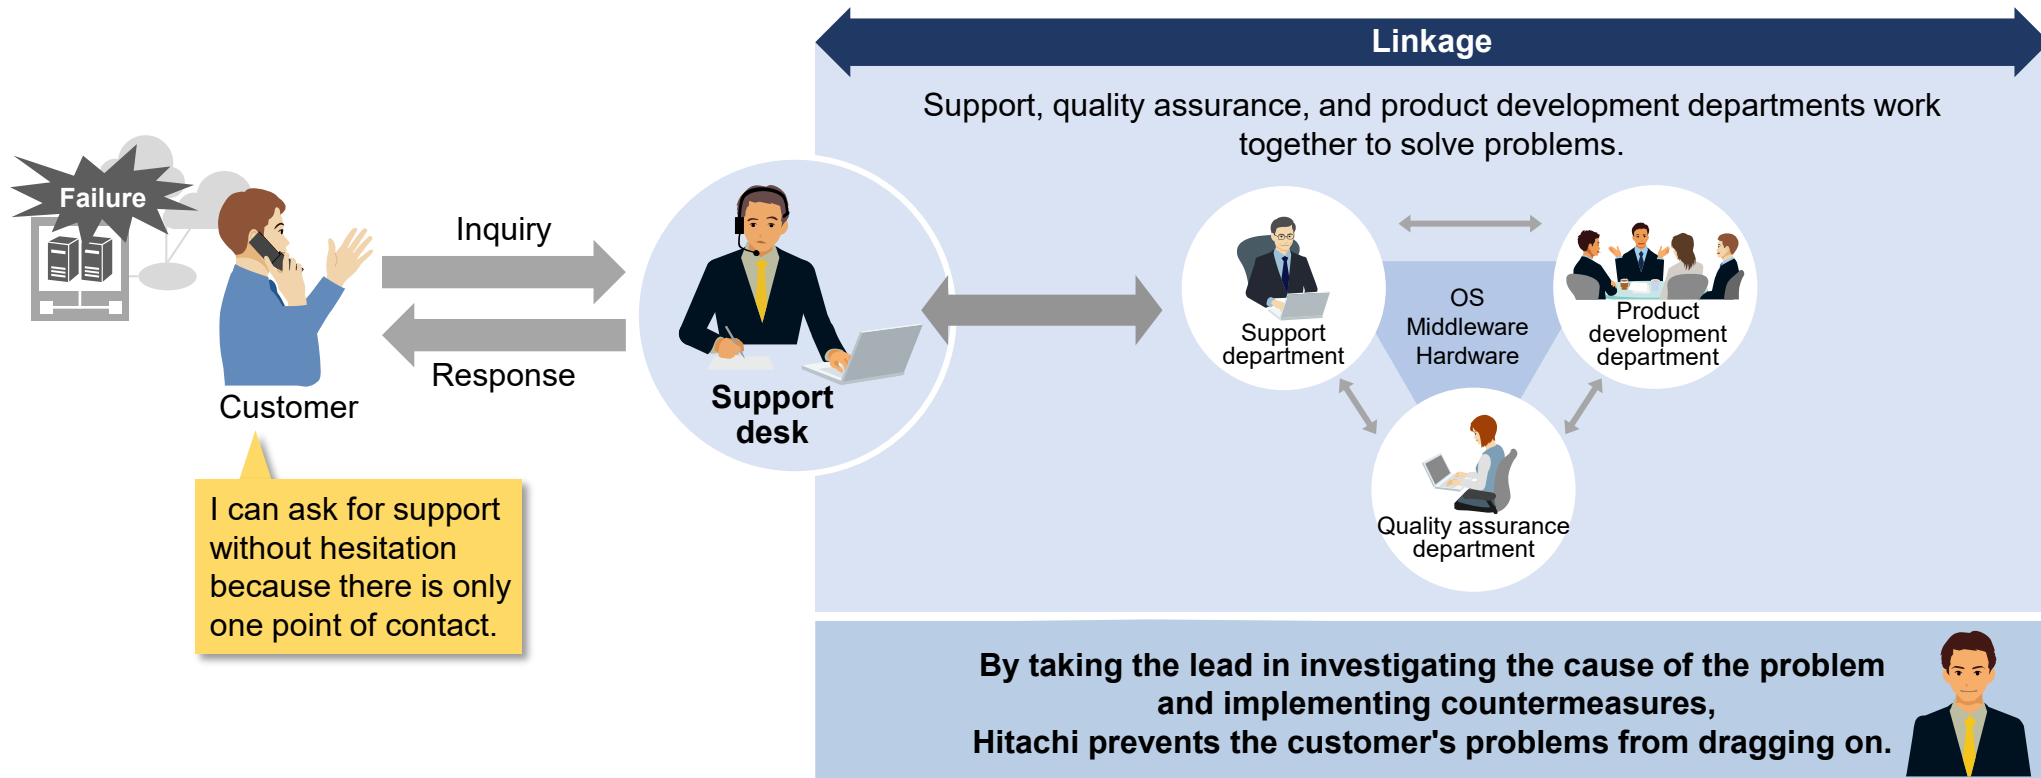 Linkage
Support, quality assurance, and product development departments work
together to solve problems.
Failure
Inquiry
Response
Customer
I can ask for support
without hesitation
because there is only
one point of contact.
Support
desk
Support
department
OS
Middleware
Hardware
Product
development
department
Quality assurance
department
By taking the lead in investigating the cause of the problem
and implementing countermeasures,
Hitachi prevents the customer's problems from dragging on.